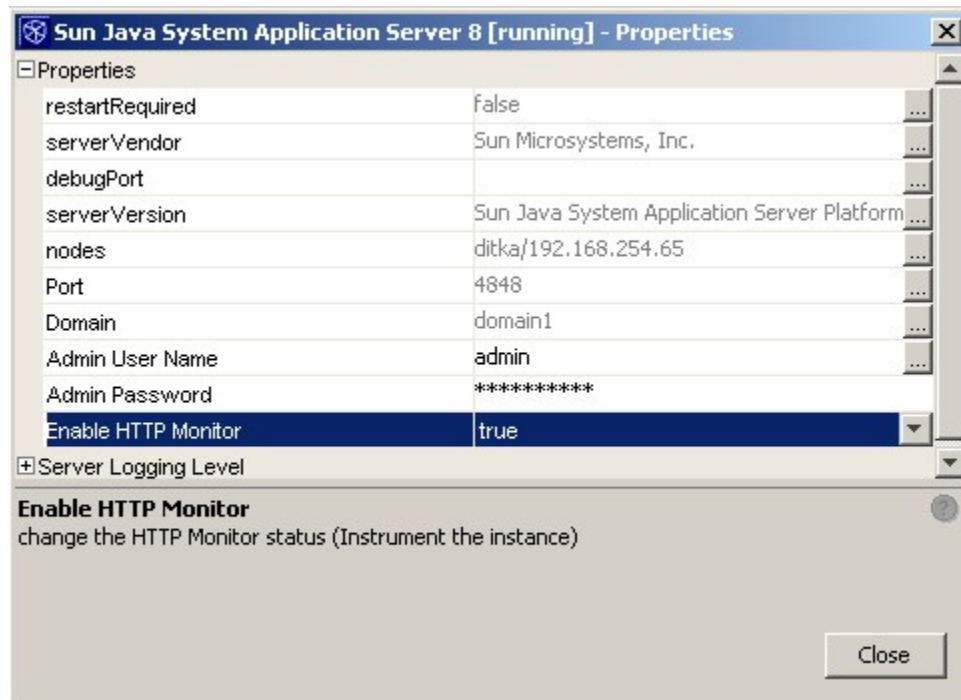 Sun Java System Application Server 8 [running] - Properties
Properties
restartRequired false ...
serverVendor Sun Microsystems, Inc. ...
debugPort ...
serverVersion Sun Java System Application Server Platform ...
nodes ditka/192.168.254.65 ...
Port 4848 ...
Domain domain1 ...
Admin User Name admin ...
Admin Password **********
Enable HTTP Monitor true
Server Logging Level
Enable HTTP Monitor
change the HTTP Monitor status (Instrument the instance)
Close